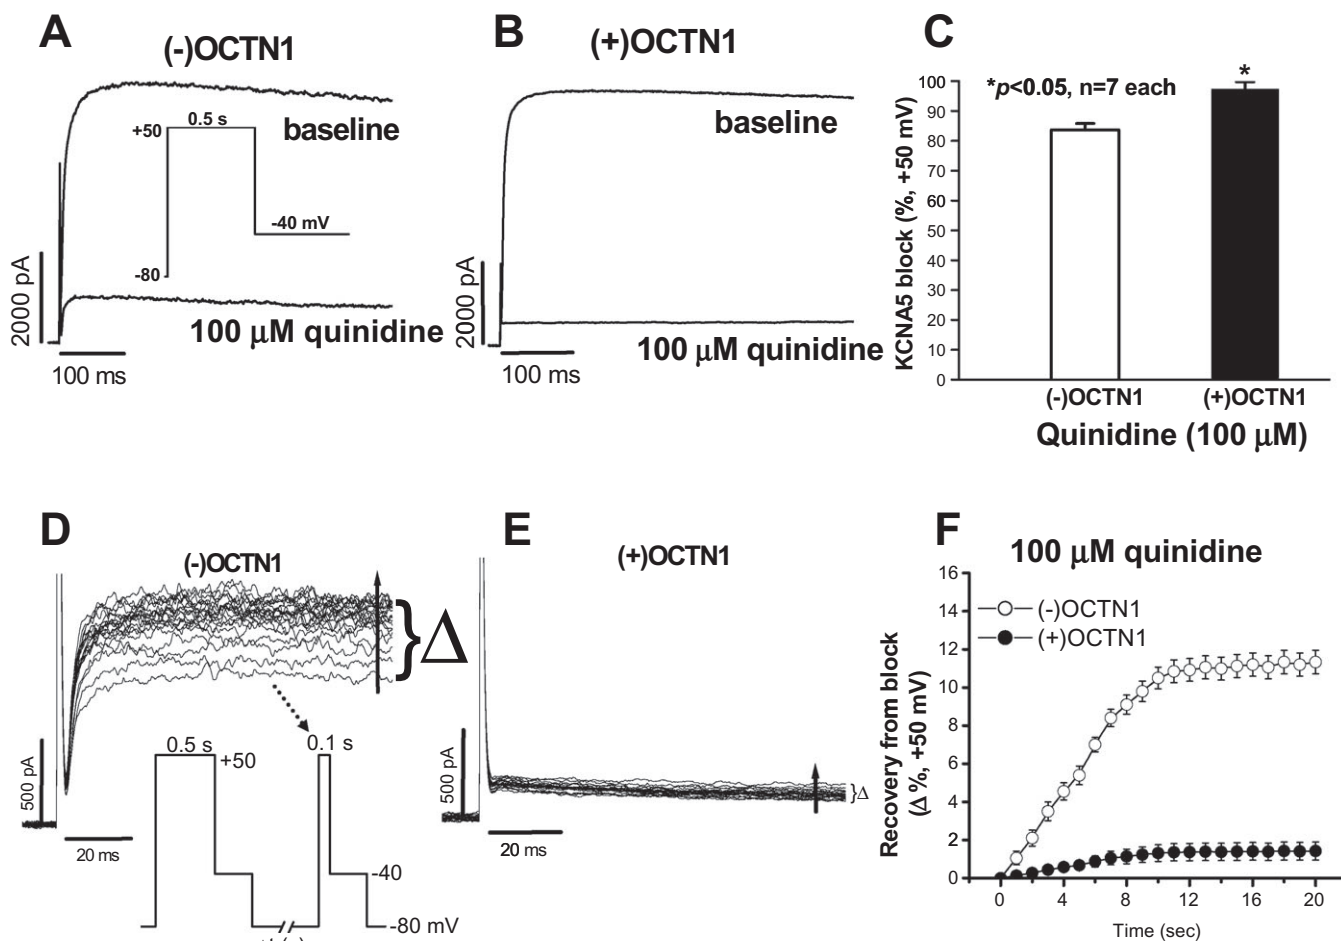 A
(-)OCTN1
baseline
+50
0.5 s
-40 mV
-80
2000 pA
100 μM quinidine
100 ms
B
(+)OCTN1
baseline
2000 pA
100 μM quinidine
100 ms
C
*p<0.05, n=7 each
*
KCNA5 block (%, +50 mV)
100
90
80
70
60
50
40
30
20
10
0
(-)OCTN1
(+)OCTN1
Quinidine (100 μM)
D
(-)OCTN1
}Δ
500 pA
20 ms
0.5 s
+50
0.1 s
-40
-80 mV
E
(+)OCTN1
}Δ
500 pA
20 ms
F
100 μM quinidine
(-)OCTN1
(+)OCTN1
Recovery from block
(Δ %, +50 mV)
16
14
12
10
8
6
4
2
0
0
4
8
12
16
20
Time (sec)